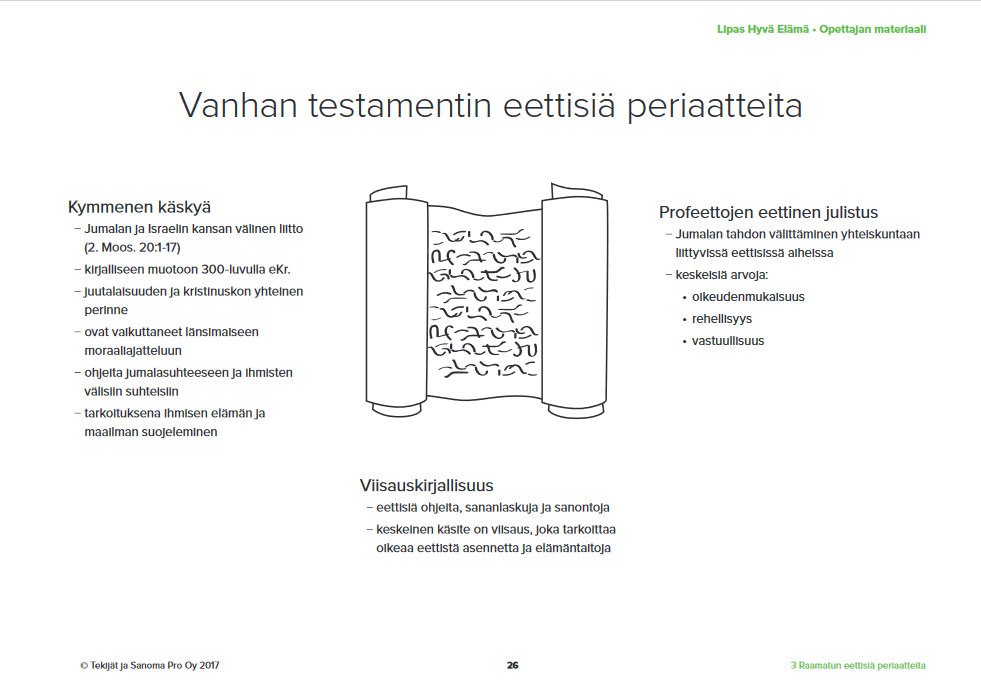 Lipas Hyvä Elämä • Opettajan materiaali
Vanhan testamentin eettisiä periaatteita
Kymmenen käskyä
– Jumalan ja Israelin kansan välinen liitto
(2. Moos. 20:1-17)
– kirjalliseen muotoon 300-luvulla eKr.
– juutalaisuuden ja kristinuskon yhteinen
perinne
– ovat vaikuttaneet länsimaiseen
moraaliajatteluun
– ohjeita jumalasuhteeseen ja ihmisten
välisiin suhteisiin
– tarkoituksena ihmisen elämän ja
maailman suojeleminen
Profeettojen eettinen julistus
– Jumalan tahdon välittäminen yhteiskuntaan
liittyvissä eettisissä aiheissa
– keskeisiä arvoja:
• oikeudenmukaisuus
• rehellisyys
• vastuullisuus
Viisauskirjallisuus
– eettisiä ohjeita, sananlaskuja ja sanontoja
– keskeinen käsite on viisaus, joka tarkoittaa
oikeaa eettistä asennetta ja elämäntaitoja
© Tekijät ja Sanoma Pro Oy 2017
26
3 Raamatun eettisiä periaatteita